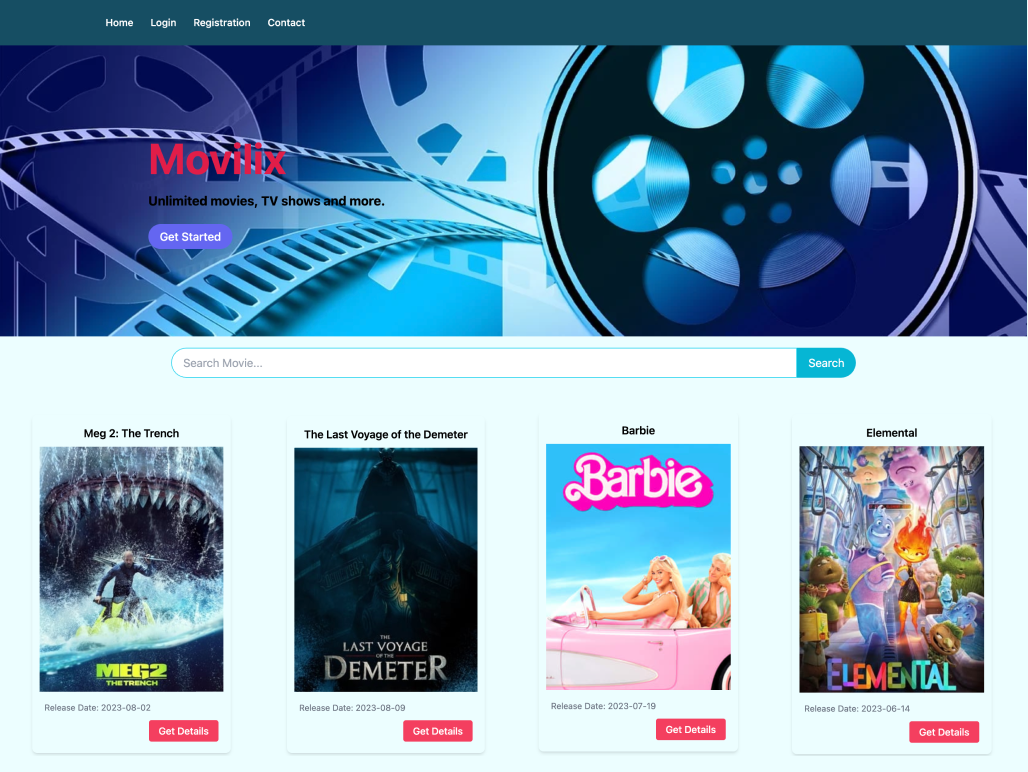 Home Login Registration Contact
Movilix
Unlimited movies, TV shows and more.
Get Started
Search Movie... Search
Meg 2: The Trench
MEG2
THE TRENCH
Release Date: 2023-08-02
Get Details
The Last Voyage of the Demeter
THE
LAST VOYAGE
OF THE
DEMETER
Release Date: 2023-08-09
Get Details
Barbie
Barbie
Release Date: 2023-07-19
Get Details
Elemental
ELEMENTAL
Release Date: 2023-06-14
Get Details